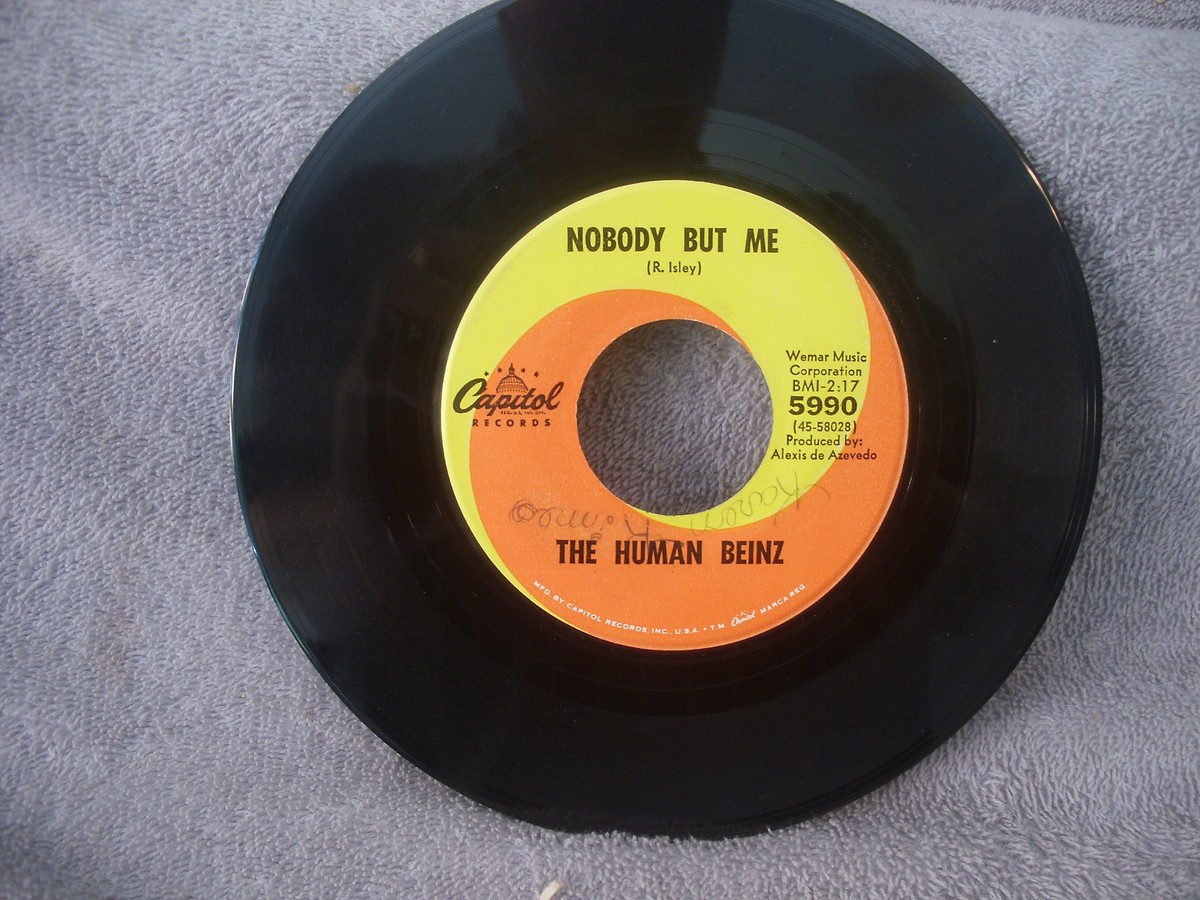 NOBODY BUT ME
(R. Isley)
Capitol
RECORDS
Wemar Music
Corporation
BMI-2:17
5990
(45-58028)
Produced by:
Alexis de Azevedo
Karen
THE HUMAN BEINZ
MFD. BY CAPITOL RECORDS, INC., U.S.A. • T.M. Capitol MARCA REG.